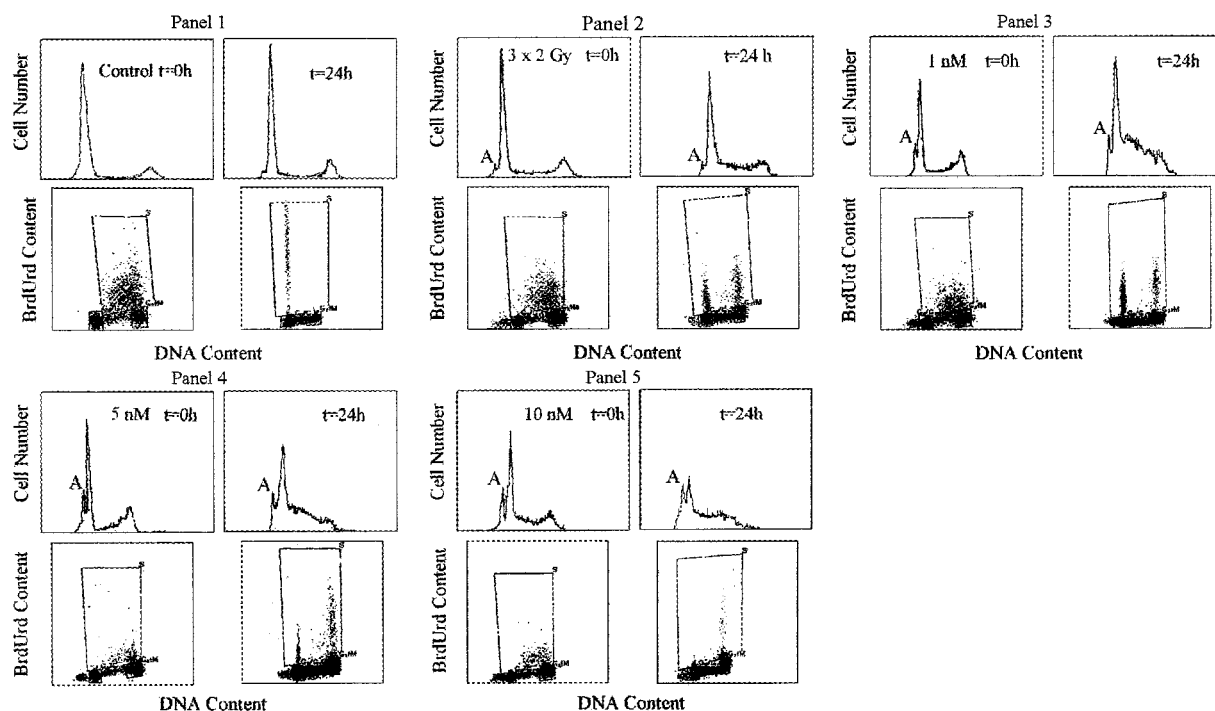 Panel 1
Cell Number
Control t=0h
t=24h
BrdUrd Content
S
S
DNA Content
Panel 2
Cell Number
3 x 2 Gy t=0h
A
t=24 h
A
BrdUrd Content
S
S
DNA Content
Panel 3
Cell Number
1 nM t=0h
A
t=24h
A
BrdUrd Content
S
S
DNA Content
Panel 4
Cell Number
5 nM t=0h
A
t=24h
A
BrdUrd Content
S
S
DNA Content
Panel 5
Cell Number
10 nM t=0h
A
t=24h
A
BrdUrd Content
S
S
DNA Content